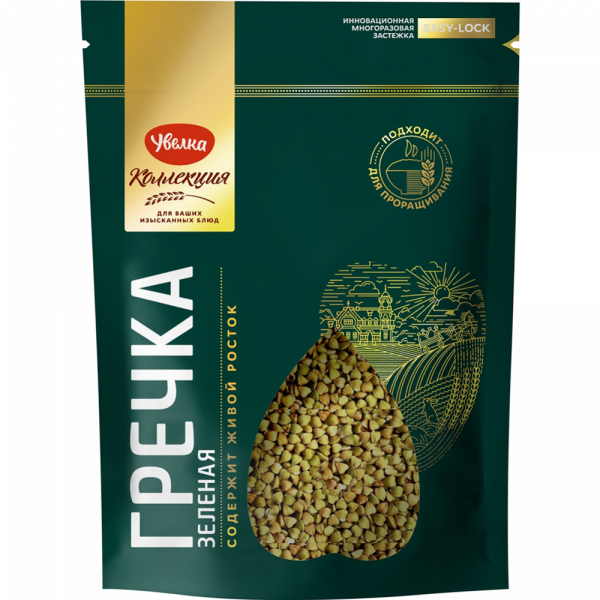 ИННОВАЦИОННАЯ
МНОГОРАЗОВАЯ
ЗАСТЕЖКА
EASY-LOCK
Увелка
Коллекция
ДЛЯ ВАШИХ
ИЗЫСКАННЫХ БЛЮД
ПОДХОДИТ
ДЛЯ ПРОРАЩИВАНИЯ
ГРЕЧКА
ЗЕЛЕНАЯ
СОДЕРЖИТ ЖИВОЙ РОСТОК